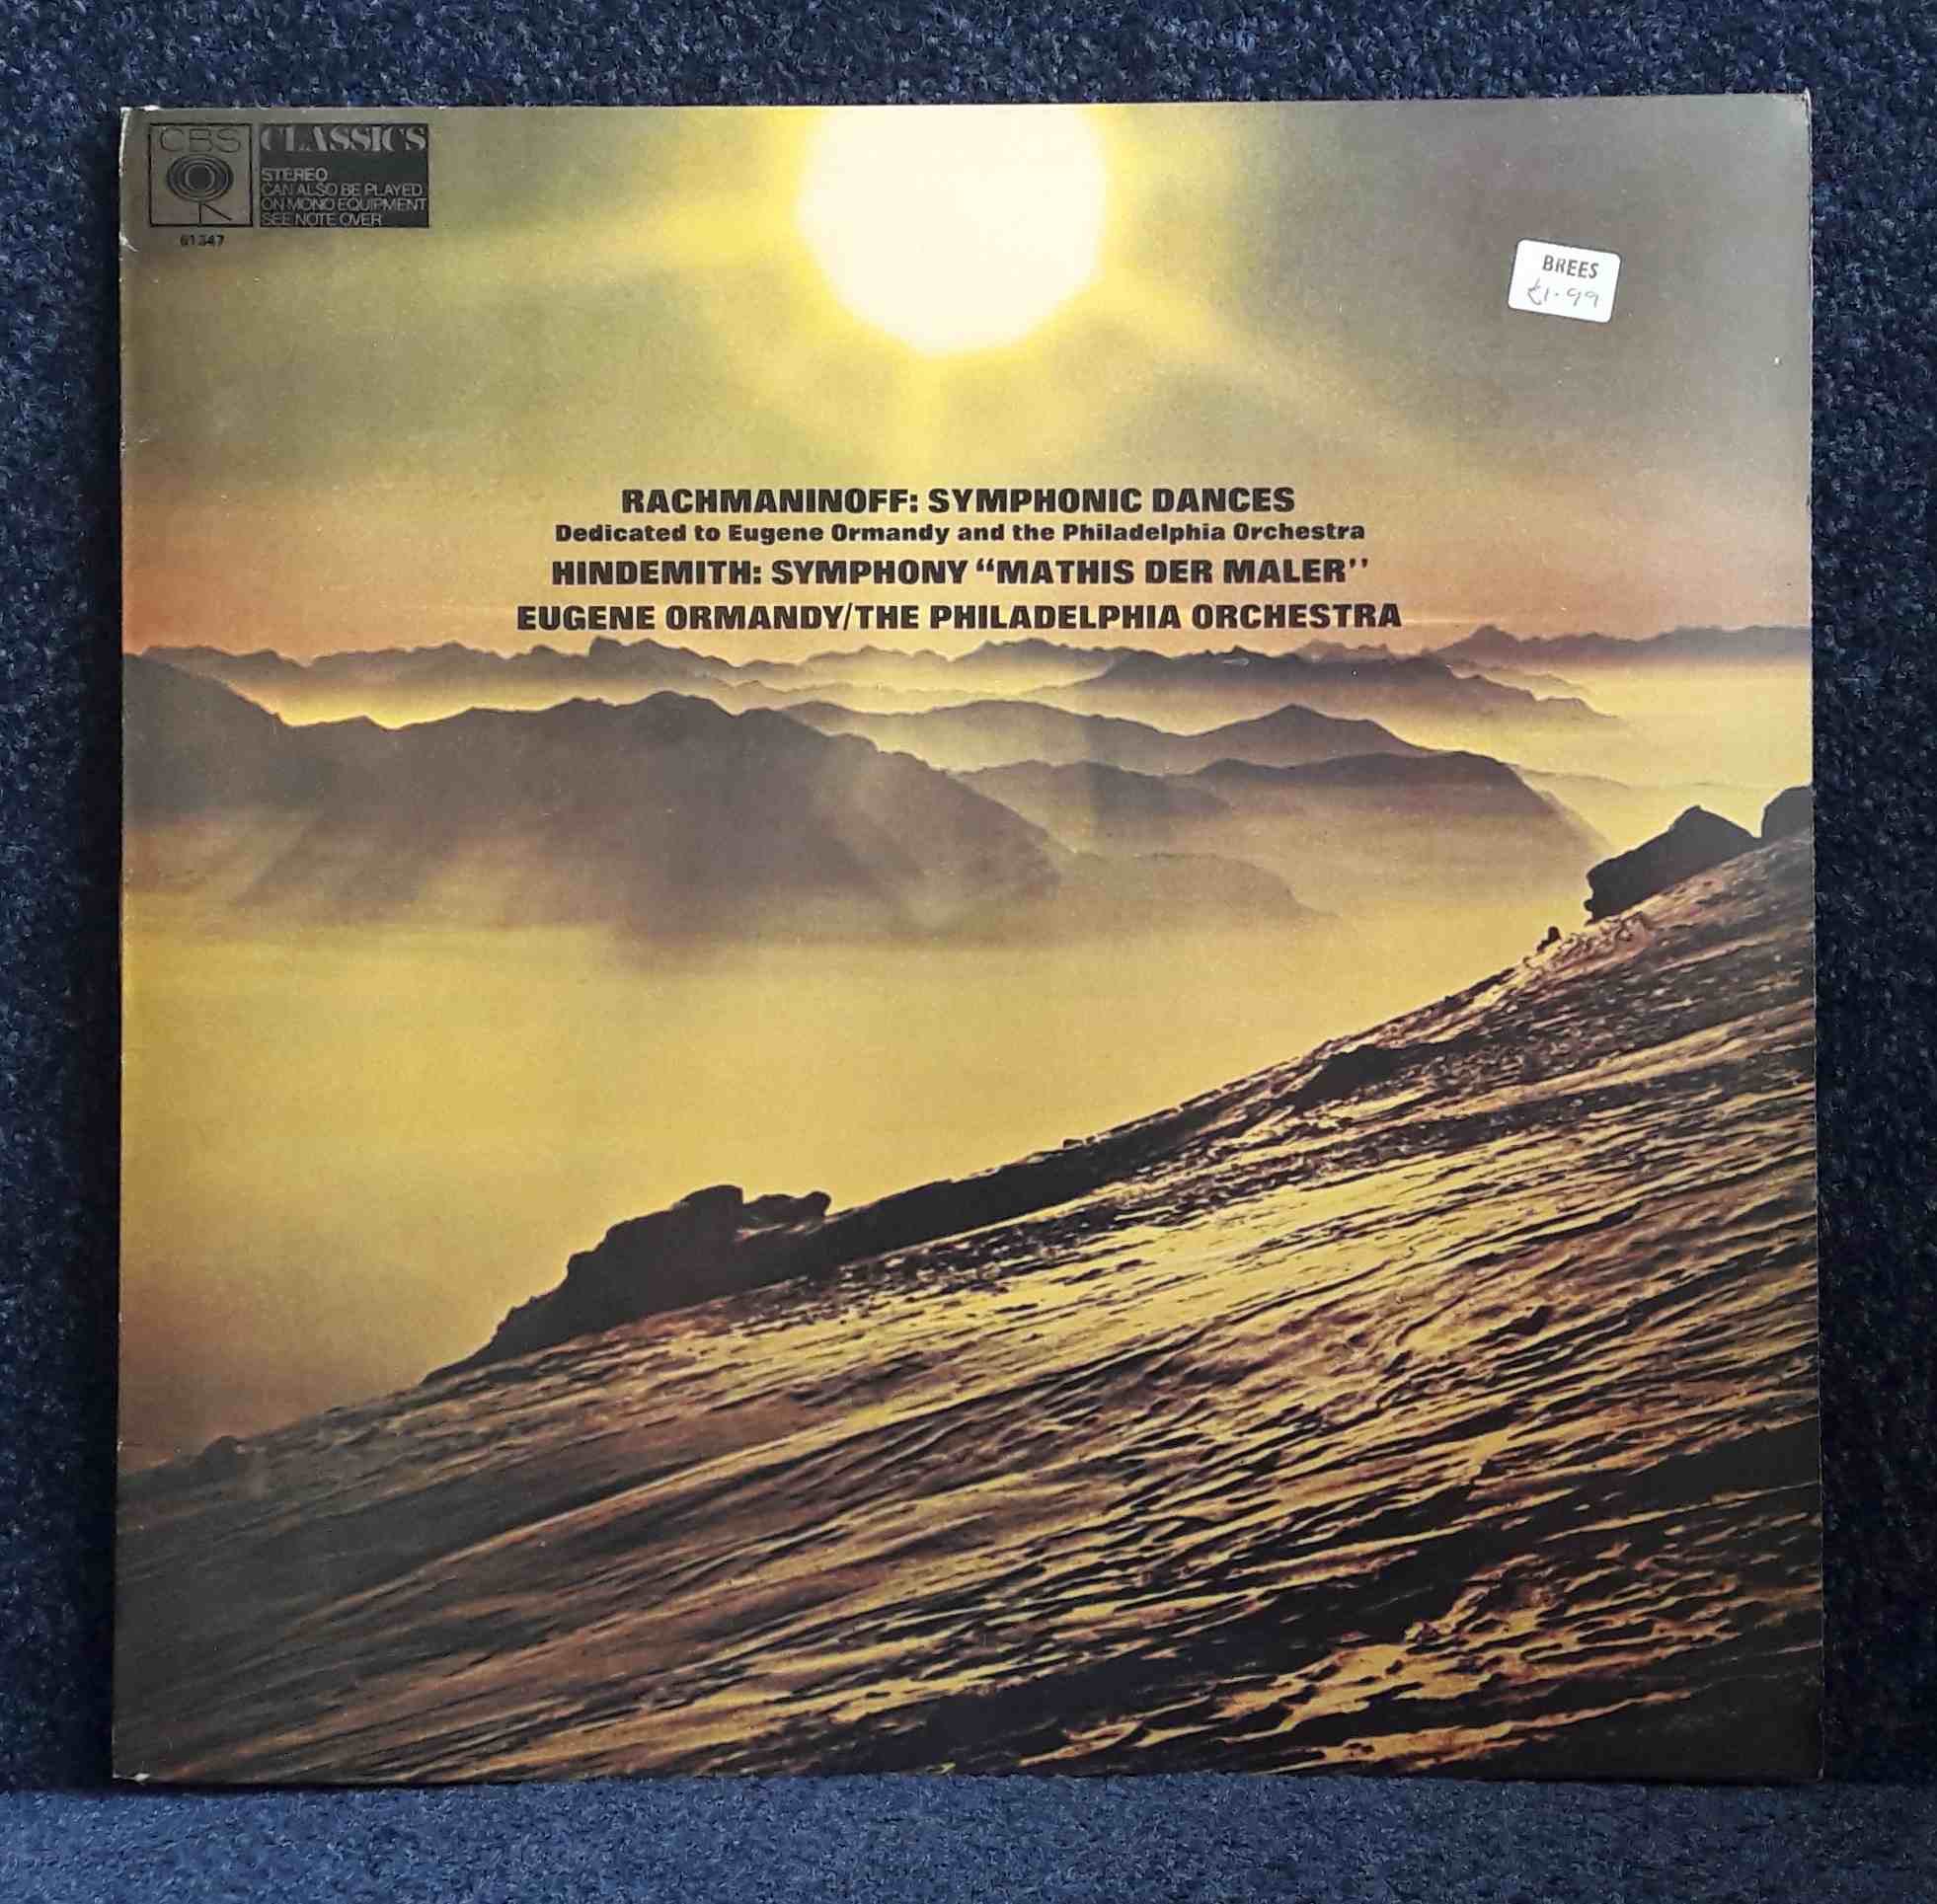 CBS
CLASSICS
STEREO
CAN ALSO BE PLAYED
ON MONO EQUIPMENT
SEE NOTE OVER
61347
BREES
£1.99
RACHMANINOFF: SYMPHONIC DANCES
Dedicated to Eugene Ormandy and the Philadelphia Orchestra
HINDEMITH: SYMPHONY “MATHIS DER MALER”
EUGENE ORMANDY/THE PHILADELPHIA ORCHESTRA